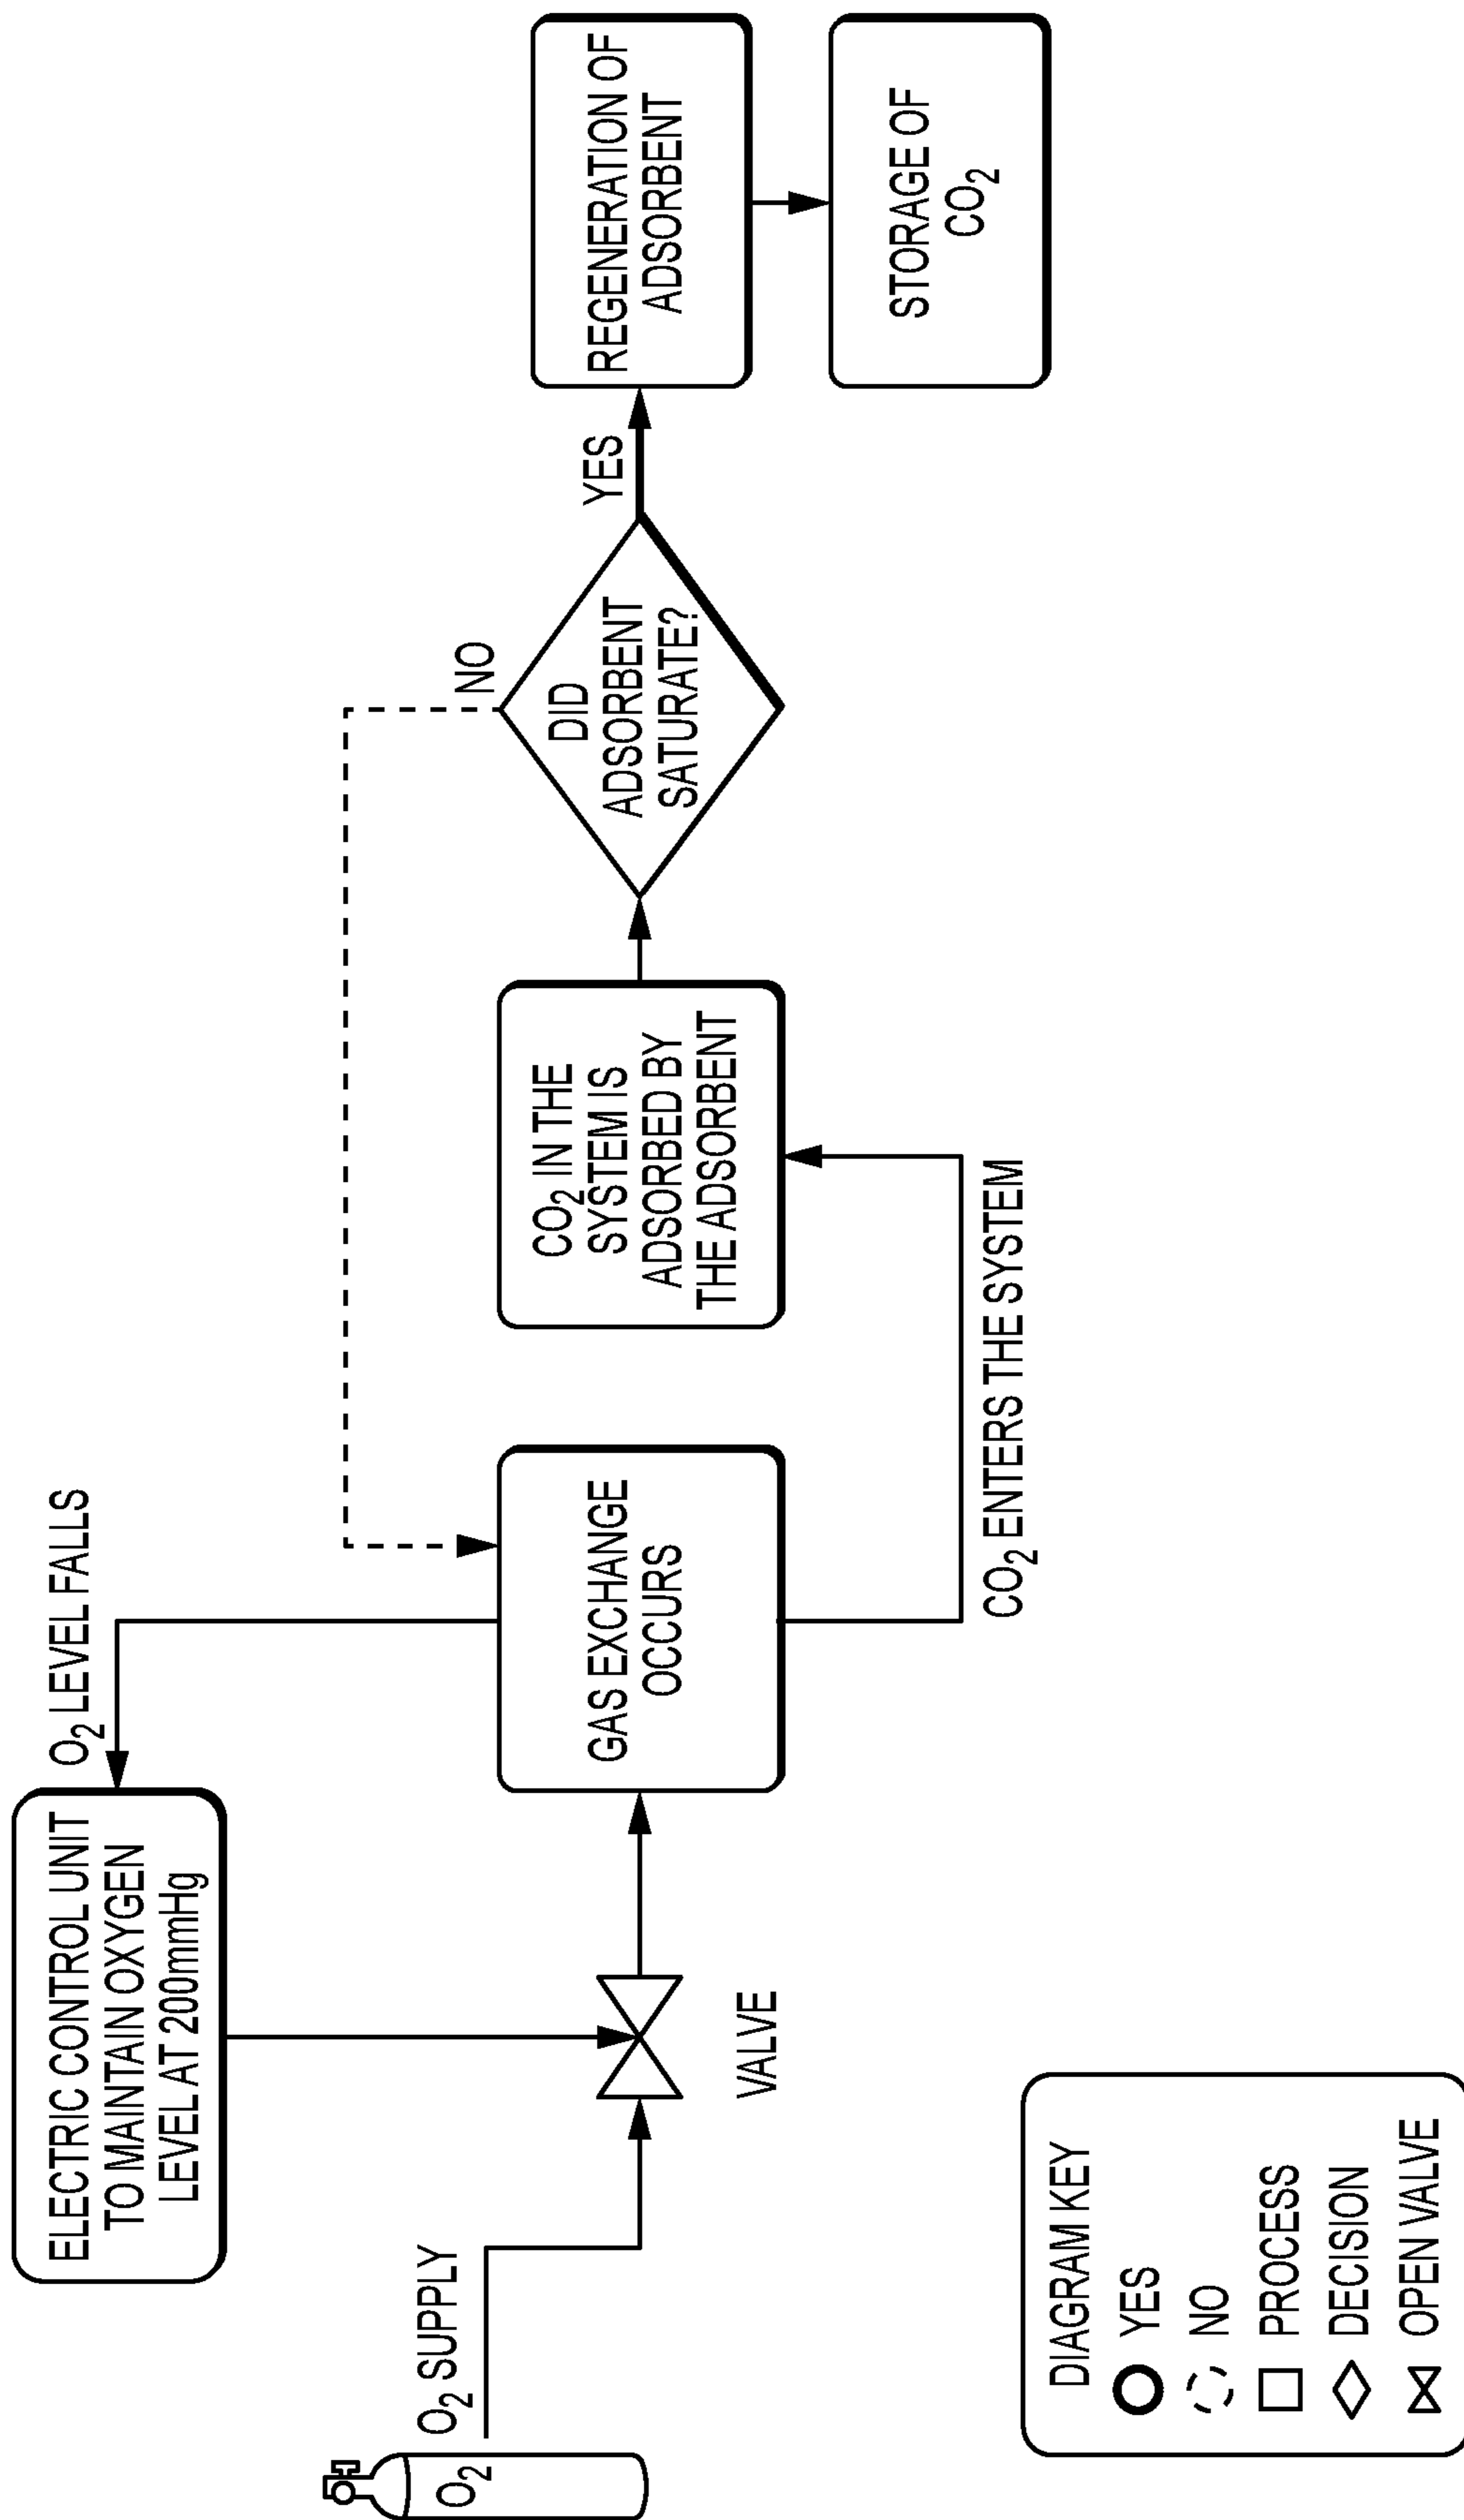 ELECTRIC CONTROL UNIT
TO MAINTAIN OXYGEN
LEVEL AT 200mmHg
O₂ LEVEL FALLS
O₂
O₂ SUPPLY
VALVE
GAS EXCHANGE
OCCURS
CO₂ ENTERS THE SYSTEM
CO₂ IN THE
SYSTEM IS
ADSORBED BY
THE ADSORBENT
DID
ADSORBENT
SATURATE?
NO
YES
REGENERATION OF
ADSORBENT
STORAGE OF
CO₂
DIAGRAM KEY
YES
NO
PROCESS
DECISION
OPEN VALVE